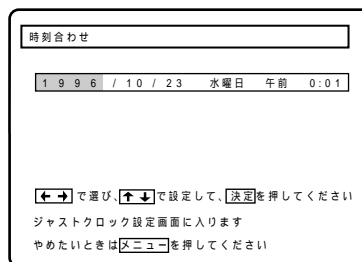 時刻合わせ
1996 / 10 / 23 水曜日 午前 0:01
←→で選び、↑↓で設定して、決定を押してください
ジャストクロック設定画面に入ります
やめたいときはメニューを押してください